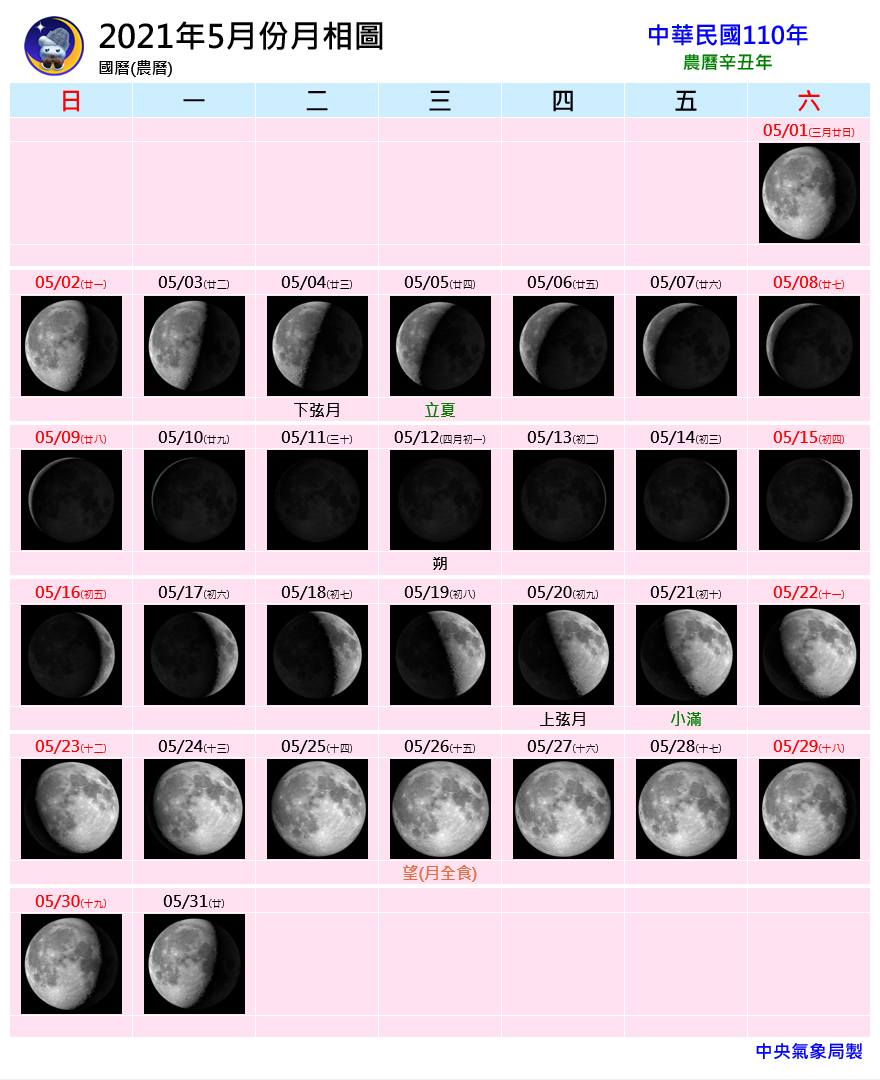 2021年5月份月相圖
國曆(農曆)
中華民國110年
農曆辛丑年
日 一 二 三 四 五 六
05/01(三月廿日)
05/02(廿一) 05/03(廿二) 05/04(廿三) 05/05(廿四) 05/06(廿五) 05/07(廿六) 05/08(廿七)
下弦月 立夏
05/09(廿八) 05/10(廿九) 05/11(三十) 05/12(四月初一) 05/13(初二) 05/14(初三) 05/15(初四)
朔
05/16(初五) 05/17(初六) 05/18(初七) 05/19(初八) 05/20(初九) 05/21(初十) 05/22(十一)
上弦月 小滿
05/23(十二) 05/24(十三) 05/25(十四) 05/26(十五) 05/27(十六) 05/28(十七) 05/29(十八)
望(月全食)
05/30(十九) 05/31(廿)
中央氣象局製